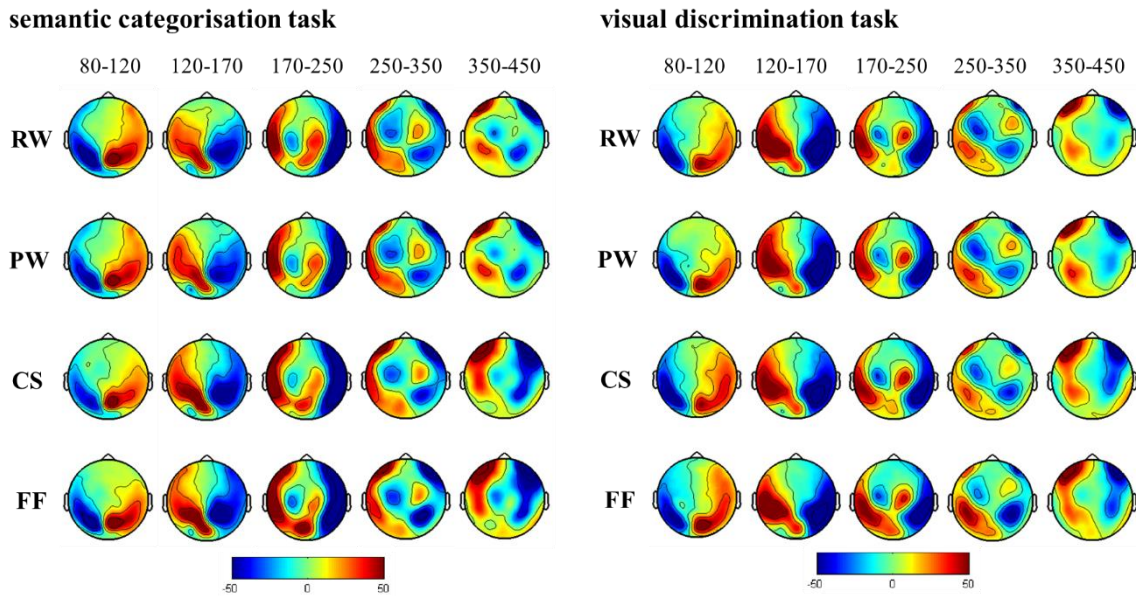 semantic categorisation task
80-120 120-170 170-250 250-350 350-450
RW
PW
CS
FF
-50 0 50
visual discrimination task
80-120 120-170 170-250 250-350 350-450
RW
PW
CS
FF
-50 0 50